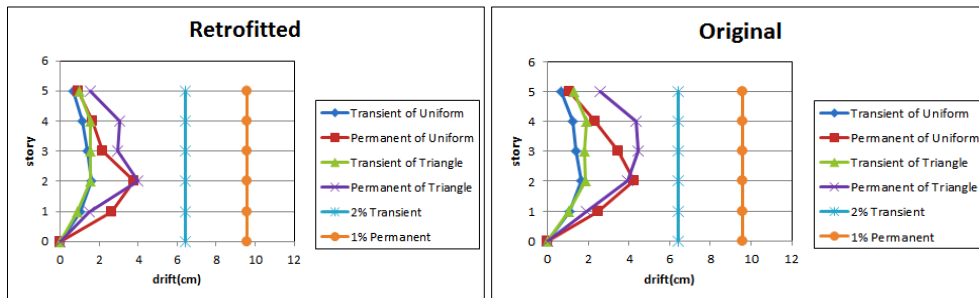 Retrofitted
6
5
4
3
2
1
0
story
0 2 4 6 8 10 12
drift(cm)
Transient of Uniform
Permanent of Uniform
Transient of Triangle
Permanent of Triangle
2% Transient
1% Permanent
Original
6
5
4
3
2
1
0
story
0 2 4 6 8 10 12
drift(cm)
Transient of Uniform
Permanent of Uniform
Transient of Triangle
Permanent of Triangle
2% Transient
1% Permanent